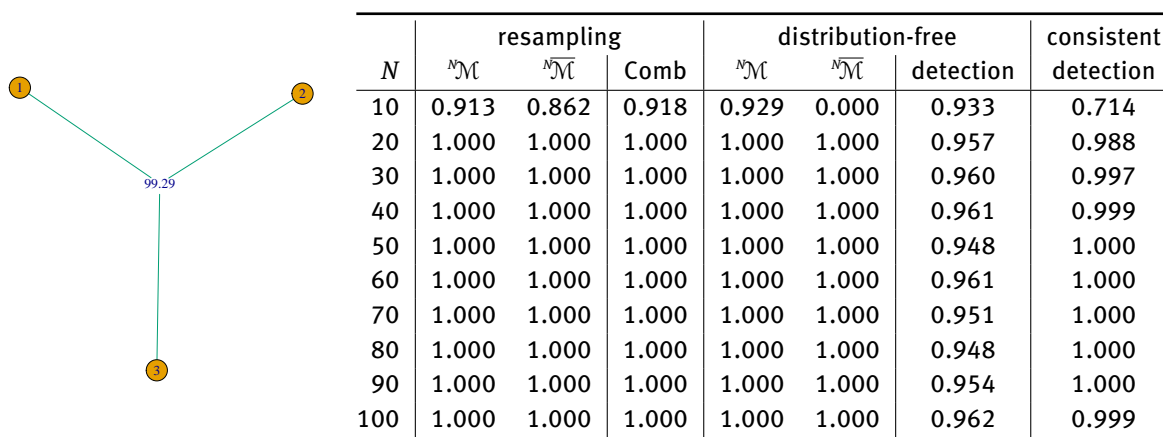 1
2
99.29
3
resampling distribution-free consistent
N ᴺℳ ᴺℳ̅ Comb ᴺℳ ᴺℳ̅ detection detection
10 0.913 0.862 0.918 0.929 0.000 0.933 0.714
20 1.000 1.000 1.000 1.000 1.000 0.957 0.988
30 1.000 1.000 1.000 1.000 1.000 0.960 0.997
40 1.000 1.000 1.000 1.000 1.000 0.961 0.999
50 1.000 1.000 1.000 1.000 1.000 0.948 1.000
60 1.000 1.000 1.000 1.000 1.000 0.961 1.000
70 1.000 1.000 1.000 1.000 1.000 0.951 1.000
80 1.000 1.000 1.000 1.000 1.000 0.948 1.000
90 1.000 1.000 1.000 1.000 1.000 0.954 1.000
100 1.000 1.000 1.000 1.000 1.000 0.962 0.999